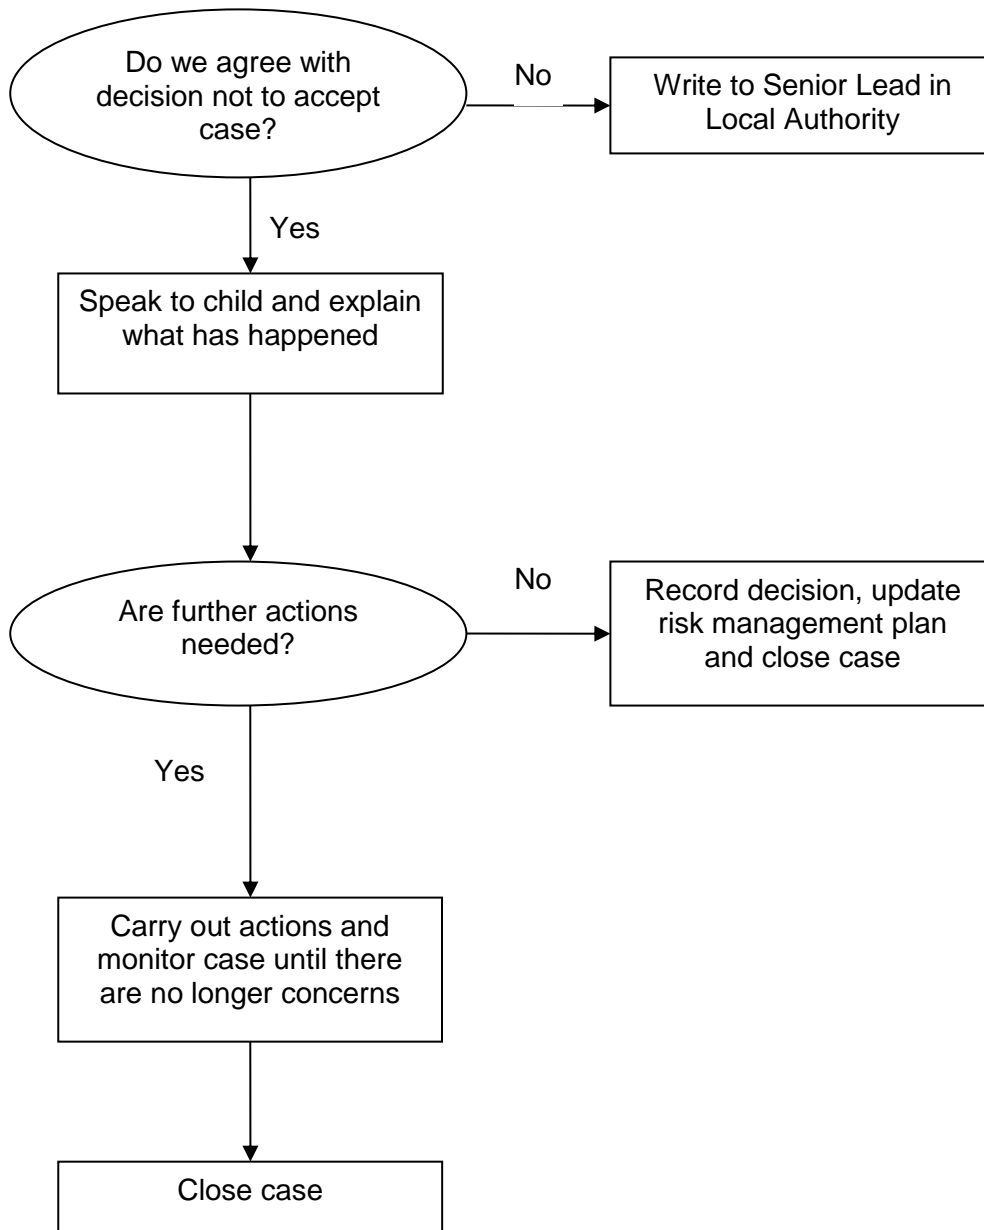 Do we agree with
decision not to accept
case?
No
Write to Senior Lead in
Local Authority
Yes
Speak to child and explain
what has happened
Are further actions
needed?
No
Record decision, update
risk management plan
and close case
Yes
Carry out actions and
monitor case until there
are no longer concerns
Close case